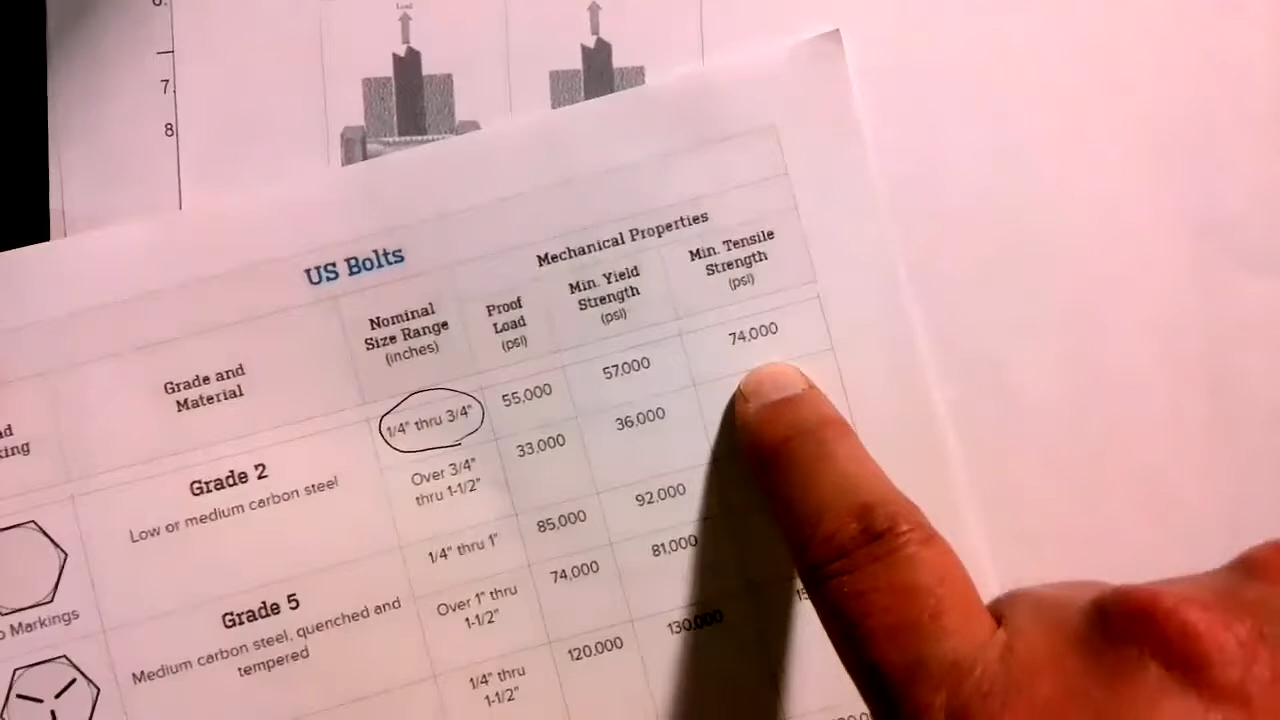 Load
7
8
US Bolts
Mechanical Properties
Grade and
Material
Nominal
Size Range
(inches)
Proof
Load
(psi)
Min. Yield
Strength
(psi)
Min. Tensile
Strength
(psi)
Grade 2
Low or medium carbon steel
1/4" thru 3/4"
55,000
57,000
74,000
Over 3/4"
thru 1-1/2"
33,000
36,000
Markings
Grade 5
Medium carbon steel, quenched and
tempered
1/4" thru 1"
85,000
92,000
Over 1" thru
1-1/2"
74,000
81,000
1/4" thru
1-1/2"
120,000
130,000